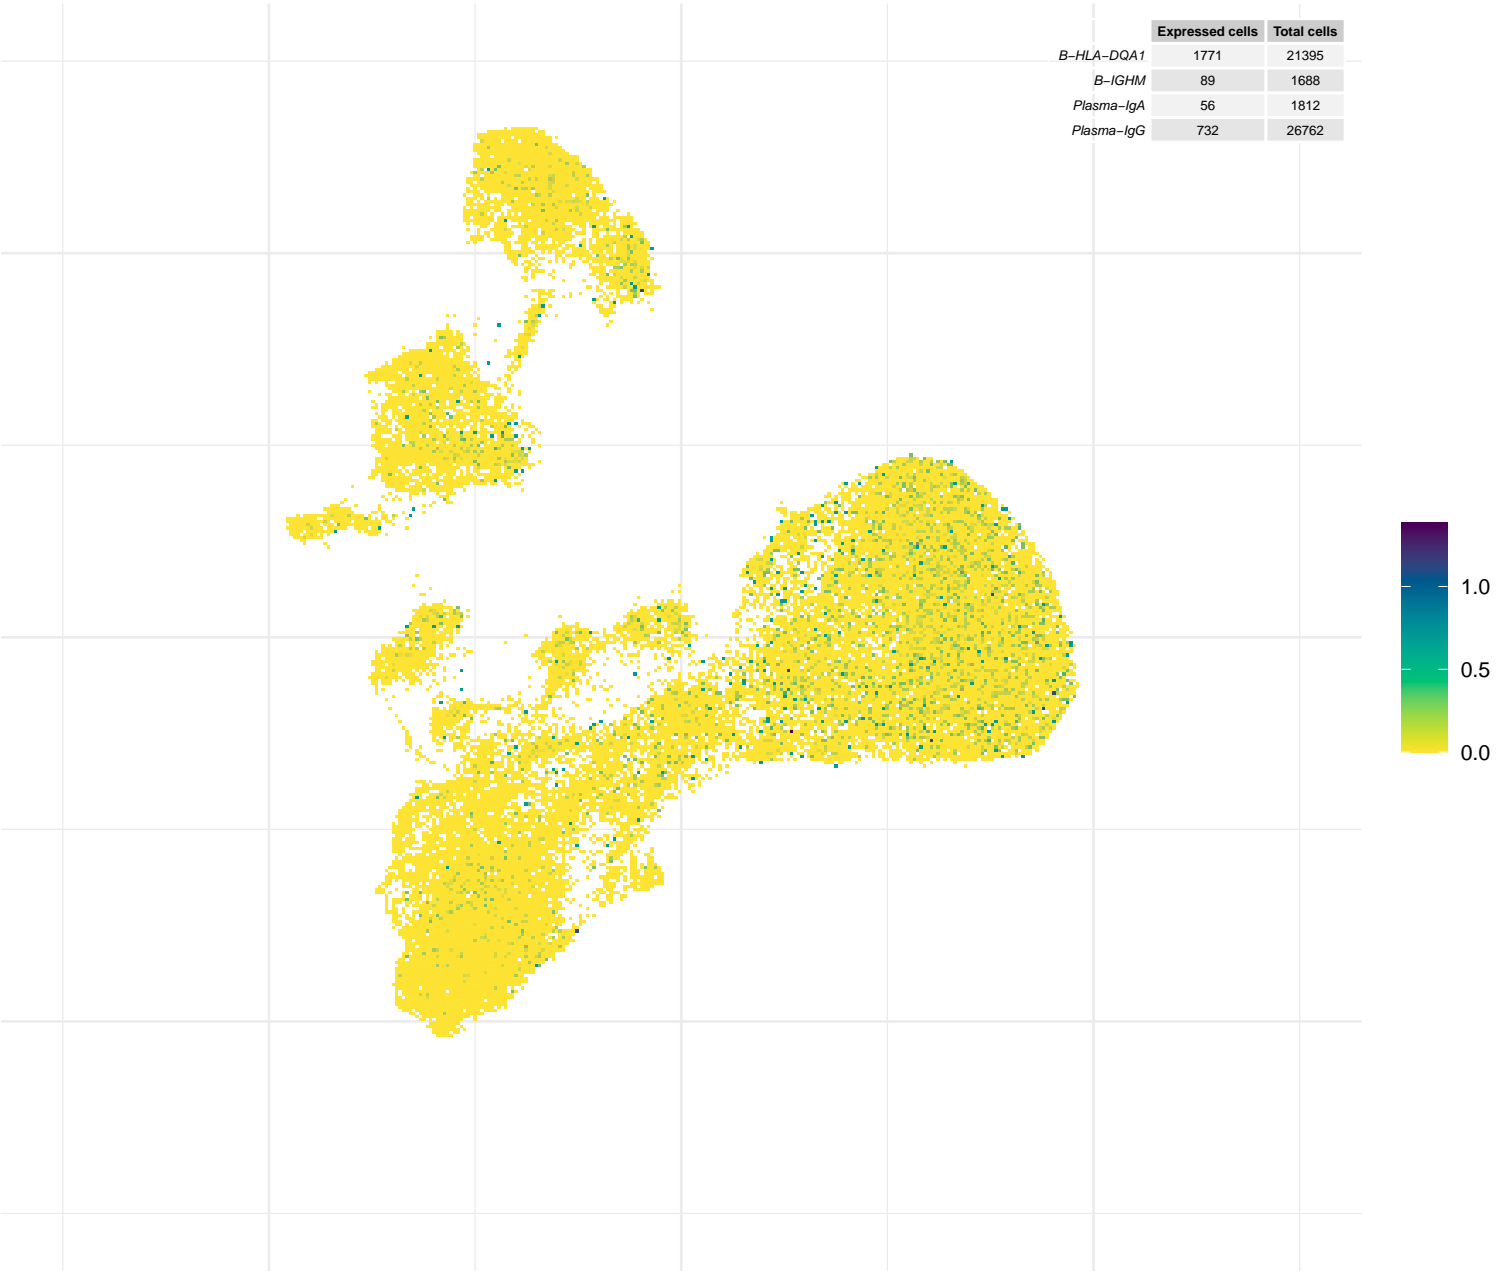 Expressed cells Total cells
B−HLA−DQA1 1771 21395
B−IGHM 89 1688
Plasma−IgA 56 1812
Plasma−IgG 732 26762
1.0
0.5
0.0